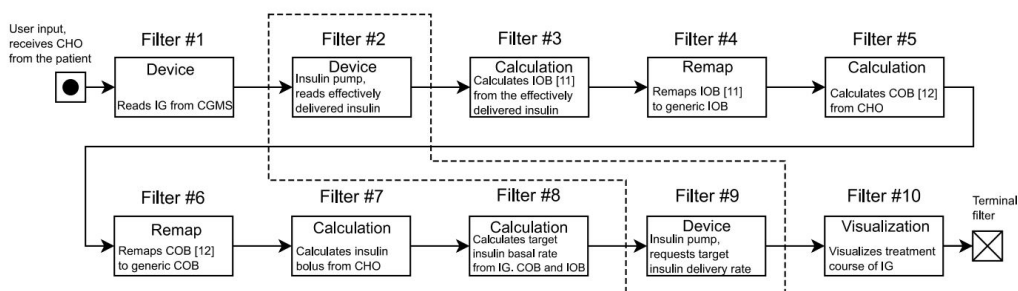 User input,
receives CHO
from the patient
Filter #1
Device
Reads IG from CGMS
Filter #2
Device
Insulin pump,
reads effectively
delivered insulin
Filter #3
Calculation
Calculates IOB [11]
from the effectively
delivered insulin
Filter #4
Remap
Remaps IOB [11]
to generic IOB
Filter #5
Calculation
Calculates COB [12]
from CHO
Filter #6
Remap
Remaps COB [12]
to generic COB
Filter #7
Calculation
Calculates insulin
bolus from CHO
Filter #8
Calculation
Calculates target
insulin basal rate
from IG. COB and IOB
Filter #9
Device
Insulin pump,
requests target
insulin delivery rate
Filter #10
Visualization
Visualizes treatment
course of IG
Terminal
filter